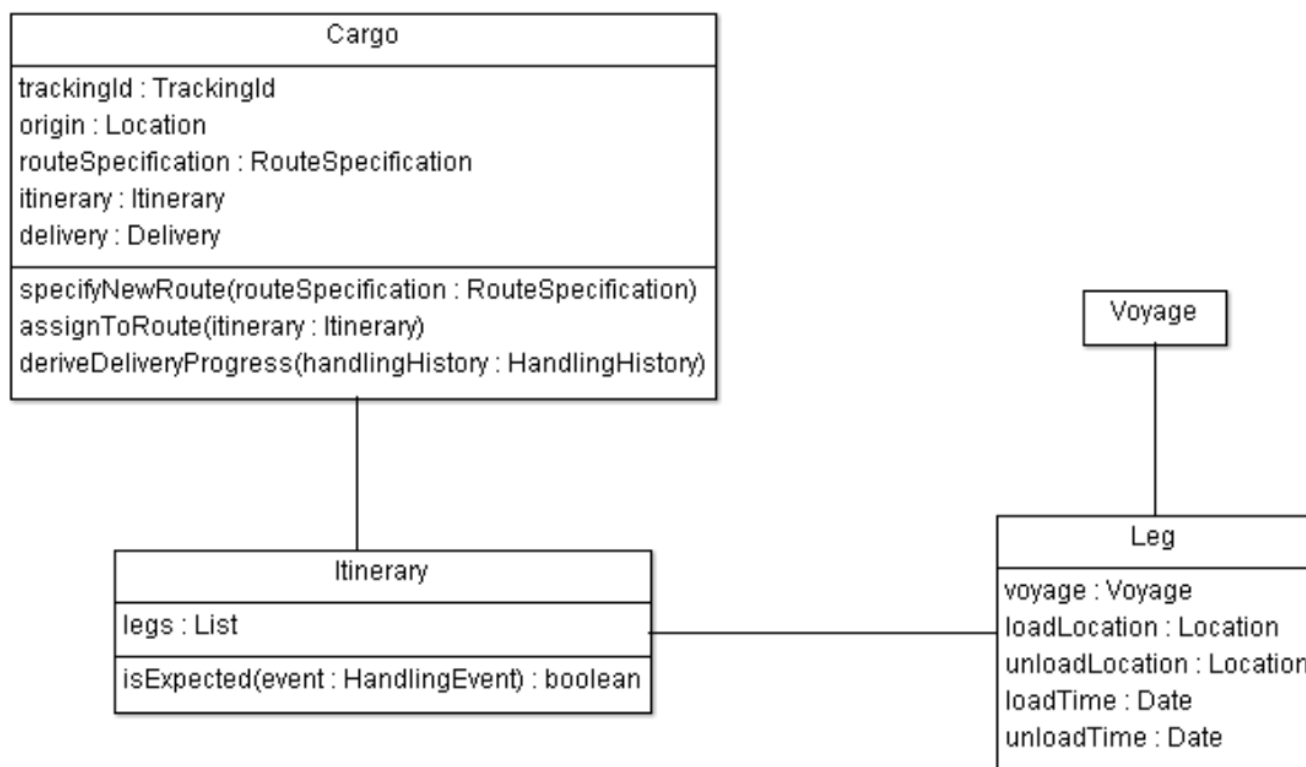 Cargo
trackingId : TrackingId
origin : Location
routeSpecification : RouteSpecification
itinerary : Itinerary
delivery : Delivery
specifyNewRoute(routeSpecification : RouteSpecification)
assignToRoute(itinerary : Itinerary)
deriveDeliveryProgress(handlingHistory : HandlingHistory)
Voyage
Itinerary
legs : List
isExpected(event : HandlingEvent) : boolean
Leg
voyage : Voyage
loadLocation : Location
unloadLocation : Location
loadTime : Date
unloadTime : Date